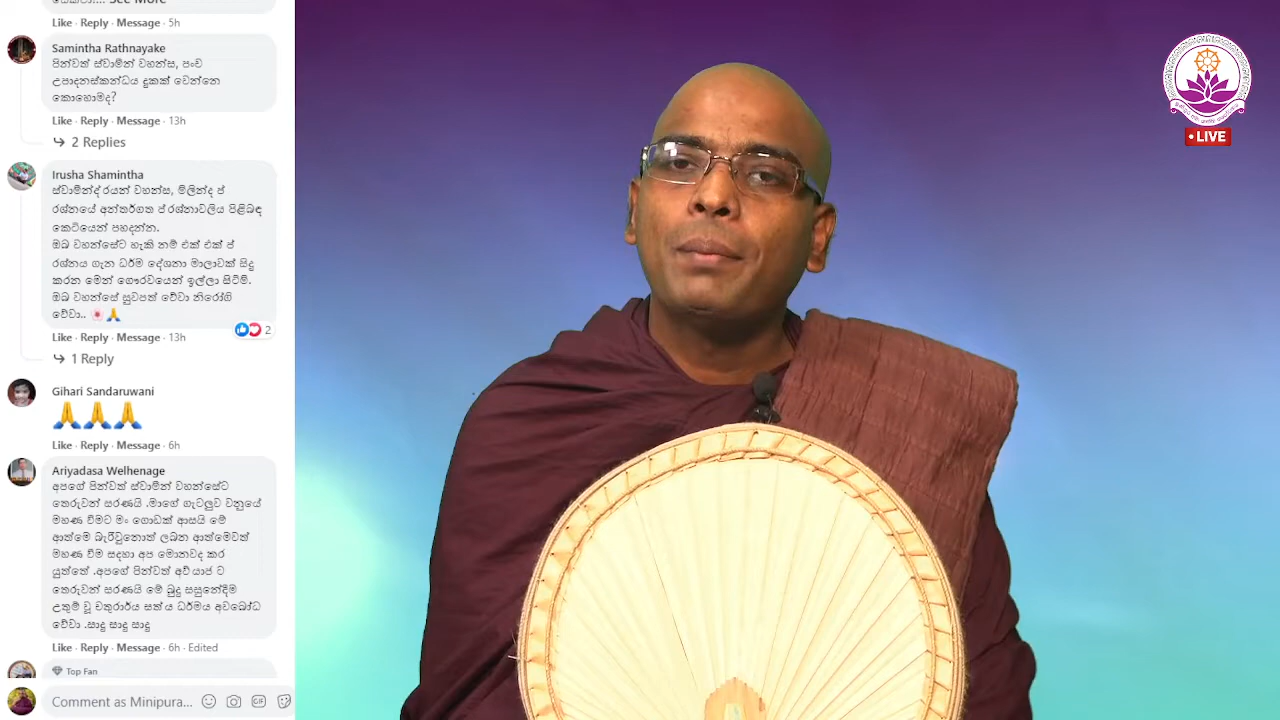 See More
Like · Reply · Message · 5h
Samintha Rathnayake
පින්වත් ස්වාමීන් වහන්ස, පංච
උපාදානස්කන්ධය දුකක් වෙන්නෙ
කොහොමද?
Like · Reply · Message · 13h
2 Replies
Irusha Shamintha
ස්වාමින්ද් රයන් වහන්ස, මිලින්ද ප්
රශ්නයේ අන්තර්ගත ප් රශ්නාවලිය පිළිබඳ
කෙටියෙන් පහදන්න.
ඔබ වහන්සේට හැකි නම් එක් එක් ප්
රශ්නය ගැන ධර්ම දේශනා මාලාවක් සිදු
කරන මෙන් ගෞරවයෙන් ඉල්ලා සිටිමි.
ඔබ වහන්සේ සුවපත් වේවා නිරෝගි
වේවා.. 🌸🙏
2
Like · Reply · Message · 13h
1 Reply
Gihari Sandaruwani
🙏🙏🙏
Like · Reply · Message · 6h
Ariyadasa Welhenage
අපගේ පින්වත් ස්වාමීන් වහන්සේට
තෙරුවන් සරණයි .මාගේ ගැටලුව වනුයේ
මහණ වීමට මං ගොඩක් ආසයි මේ
ආත්මෙ බැරිවුනොත් ලබන ආත්මෙවත්
මහණ වීම සඳහා අප මොනවද කර
යුත්තේ .අපගේ පින්වත් අව් යාජ ට
තෙරුවන් සරණයි මේ බුදු සසුනේදීම
උතුම් වූ චතුරාර්ය සත් ය ධර්මය අවබෝධ
වේවා .සාදු සාදු සාදු
Like · Reply · Message · 6h · Edited
Top Fan
Comment as Minipura...
GIF
LIVE